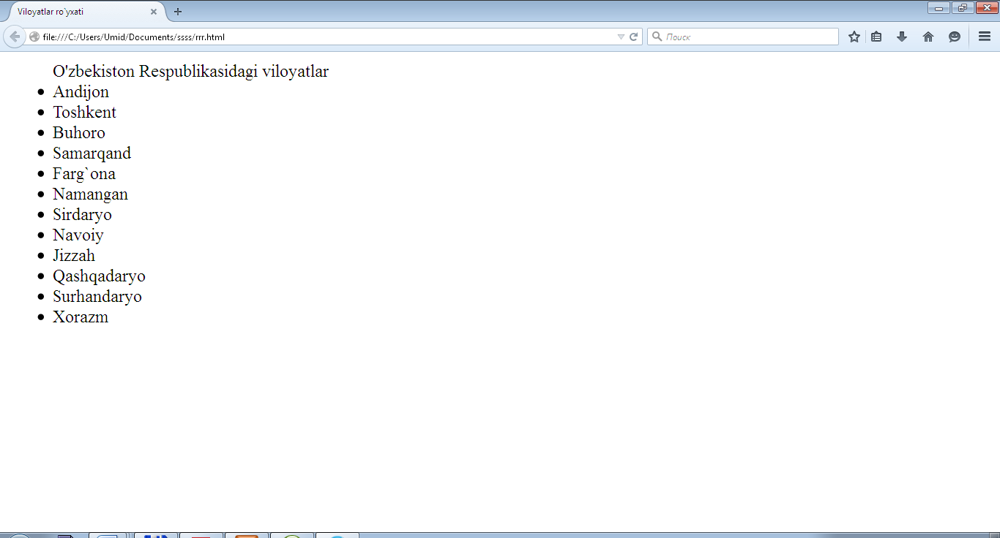 Viloyatlar ro`yxati
file:///C:/Users/Umid/Documents/ssss/rrr.html
Поиск
O'zbekiston Respublikasidagi viloyatlar
Andijon
Toshkent
Buhoro
Samarqand
Farg`ona
Namangan
Sirdaryo
Navoiy
Jizzah
Qashqadaryo
Surhandaryo
Xorazm